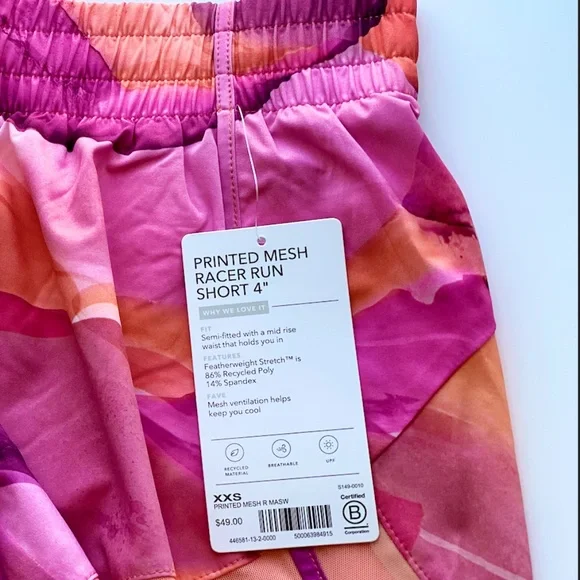 PRINTED MESH
RACER RUN
SHORT 4"
WHY WE LOVE IT
FIT
Semi-fitted with a mid rise
waist that holds you in
FEATURES
Featherweight Stretch™ is
86% Recycled Poly
14% Spandex
FAVE
Mesh ventilation helps
keep you cool
RECYCLED
MATERIAL
BREATHABLE
UPF
S149-0010
XXS
PRINTED MESH R MASW
$49.00
446581-13-2-0000
500063984915
Certified
B
Corporation